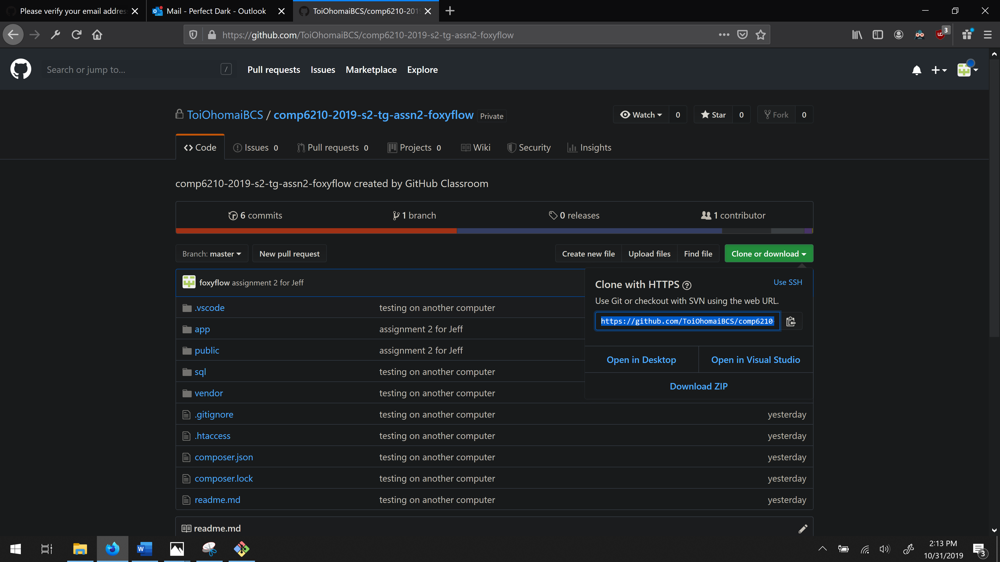 Please verify your email address
Mail - Perfect Dark - Outlook
ToiOhomaiBCS/comp6210-201
https://github.com/ToiOhomaiBCS/comp6210-2019-s2-tg-assn2-foxyflow
3
Search or jump to...
/
Pull requests
Issues
Marketplace
Explore
ToiOhomaiBCS / comp6210-2019-s2-tg-assn2-foxyflow Private
Watch 0
Star 0
Fork 0
Code
Issues 0
Pull requests 0
Projects 0
Wiki
Security
Insights
comp6210-2019-s2-tg-assn2-foxyflow created by GitHub Classroom
6 commits
1 branch
0 releases
1 contributor
Branch: master
New pull request
Create new file
Upload files
Find file
Clone or download
foxyflow assignment 2 for Jeff
Clone with HTTPS ?
Use SSH
Use Git or checkout with SVN using the web URL.
https://github.com/ToiOhomaiBCS/comp6210-
Open in Desktop
Open in Visual Studio
Download ZIP
.vscode testing on another computer
app assignment 2 for Jeff
public assignment 2 for Jeff
sql testing on another computer
vendor testing on another computer
.gitignore testing on another computer yesterday
.htaccess testing on another computer yesterday
composer.json testing on another computer yesterday
composer.lock testing on another computer yesterday
readme.md testing on another computer yesterday
readme.md
2:13 PM
10/31/2019
3